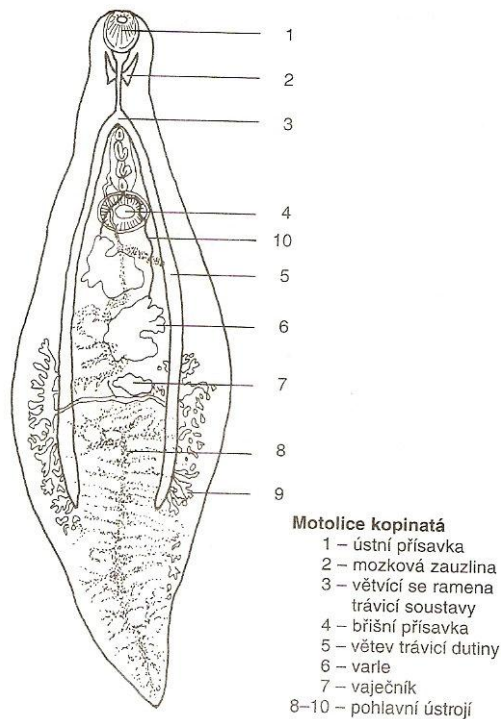 1
2
3
4
10
5
6
7
8
9
Motolice kopinatá
1 – ústní přísavka
2 – mozková zauzlina
3 – větvící se ramena
trávicí soustavy
4 – břišní přísavka
5 – větev trávicí dutiny
6 – varle
7 – vaječník
8–10 – pohlavní ústrojí